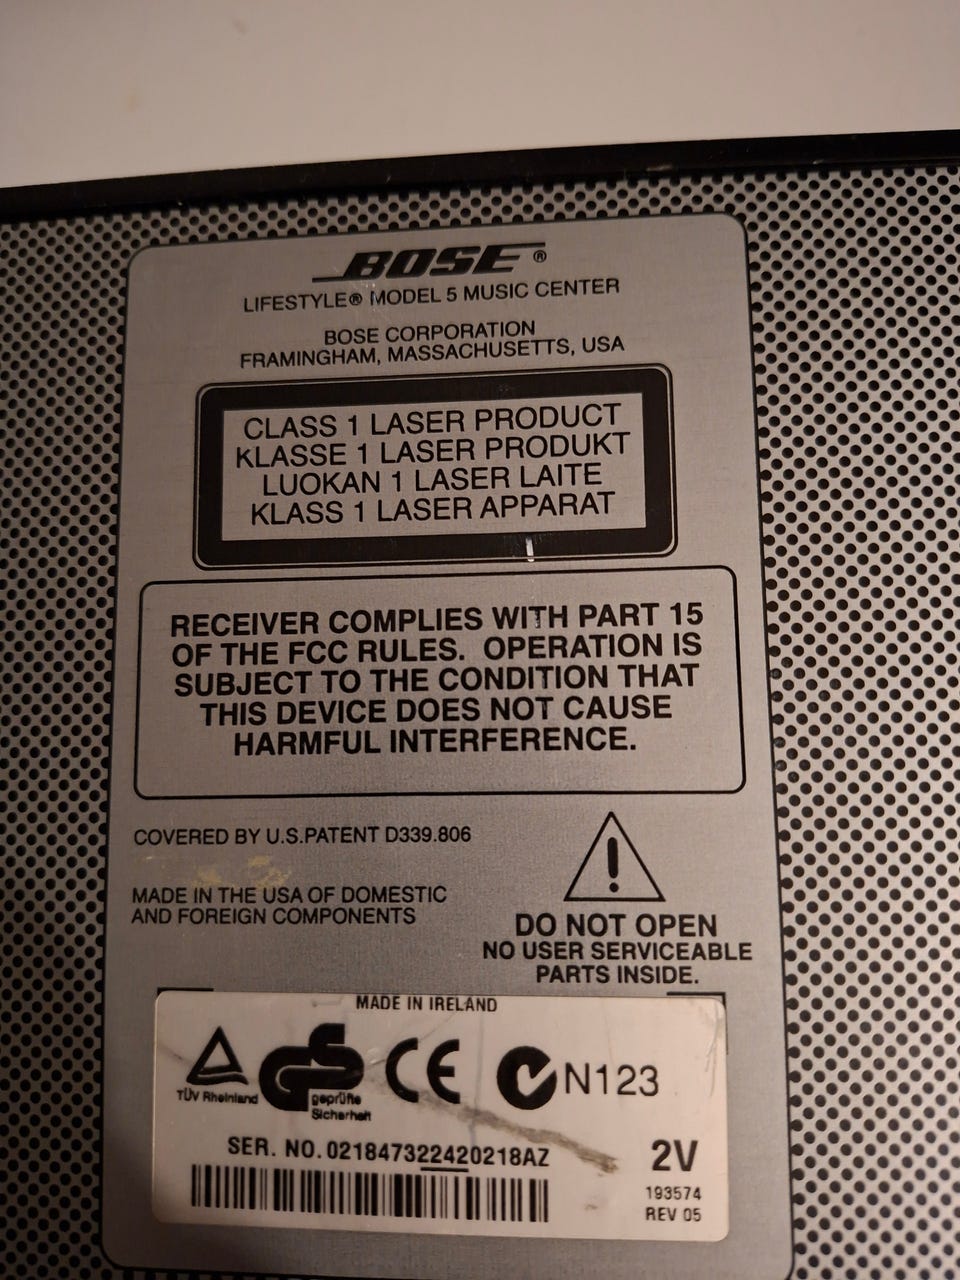 BOSE®
LIFESTYLE® MODEL 5 MUSIC CENTER
BOSE CORPORATION
FRAMINGHAM, MASSACHUSETTS, USA
CLASS 1 LASER PRODUCT
KLASSE 1 LASER PRODUKT
LUOKAN 1 LASER LAITE
KLASS 1 LASER APPARAT
RECEIVER COMPLIES WITH PART 15
OF THE FCC RULES. OPERATION IS
SUBJECT TO THE CONDITION THAT
THIS DEVICE DOES NOT CAUSE
HARMFUL INTERFERENCE.
COVERED BY U.S.PATENT D339.806
MADE IN THE USA OF DOMESTIC
AND FOREIGN COMPONENTS
DO NOT OPEN
NO USER SERVICEABLE
PARTS INSIDE.
MADE IN IRELAND
TÜV Rheinland
GS
geprüfte
Sicherheit
CE
N123
SER. NO. 021847322420218AZ
2V
193574
REV 05